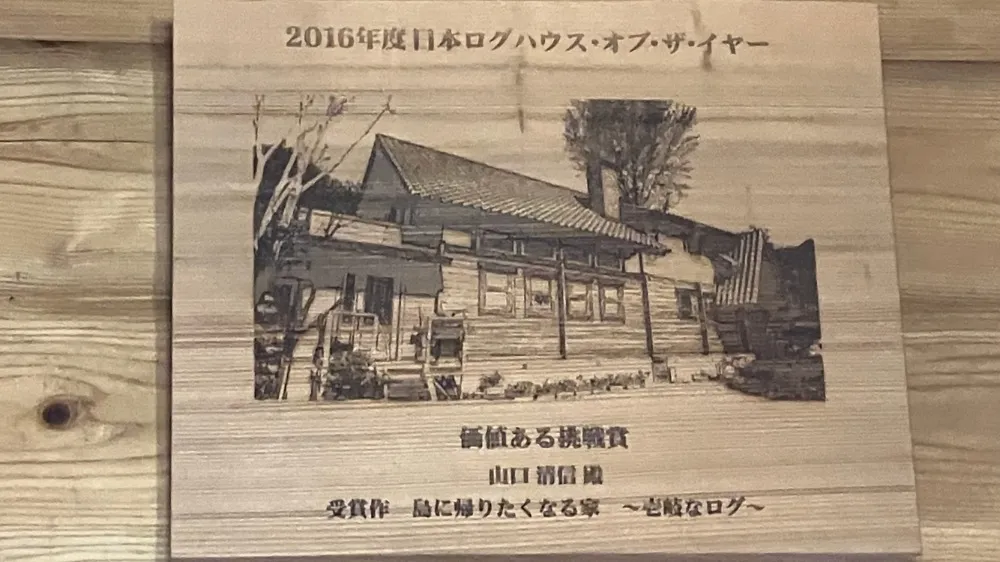 2016年度 日本ログハウス・オブ・ザ・イヤー
価値ある挑戦賞
山口 清信 殿
受賞作　島に帰りたくなる家　～壱岐なログ～